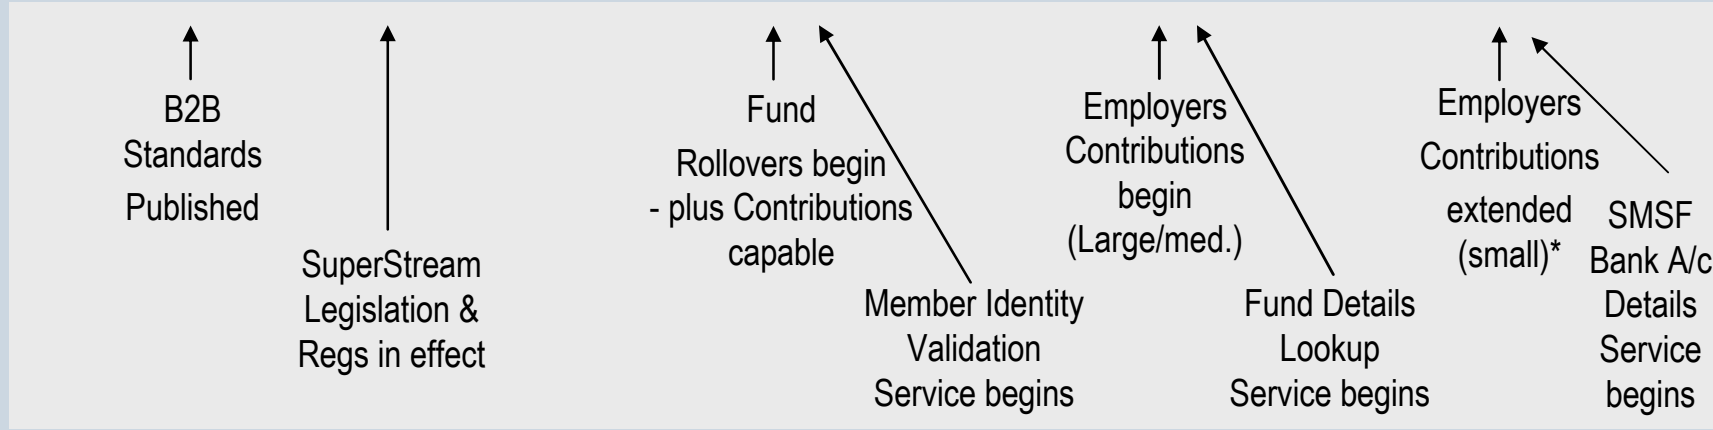 B2B
Standards
Published
SuperStream
Legislation &
Regs in effect
Fund
Rollovers begin
- plus Contributions
capable
Member Identity
Validation
Service begins
Employers
Contributions
begin
(Large/med.)
Fund Details
Lookup
Service begins
Employers
Contributions
extended
(small)*
SMSF
Bank A/c
Details
Service
begins